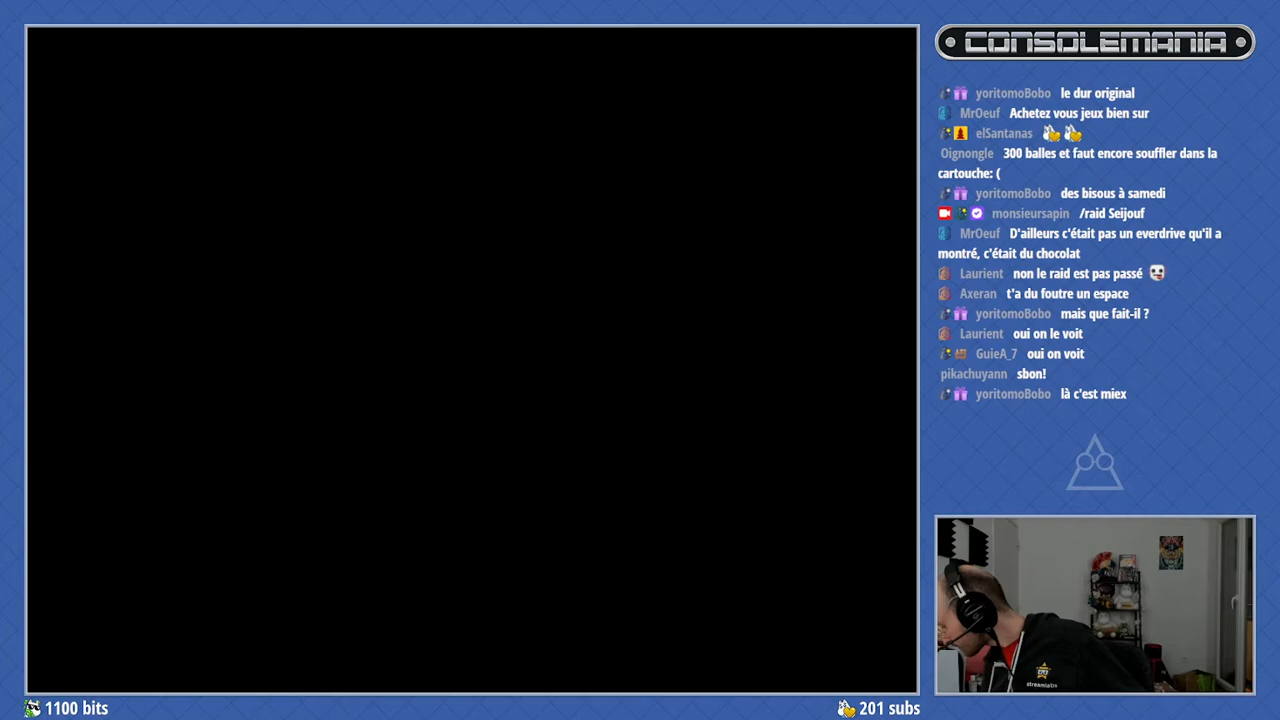 CONSOLEMANIA
yoritomoBobo le dur original
MrOeuf Achetez vous jeux bien sur
elSantanas
Oignongle 300 balles et faut encore souffler dans la
cartouche: (
yoritomoBobo des bisous à samedi
monsieursapin /raid Seijouf
MrOeuf D'ailleurs c'était pas un everdrive qu'il a
montré, c'était du chocolat
Laurient non le raid est pas passé
Axeran t'a du foutre un espace
yoritomoBobo mais que fait-il ?
Laurient oui on le voit
GuieA_7 oui on voit
pikachuyann sbon!
yoritomoBobo là c'est miex
streamlabs
1100 bits
201 subs